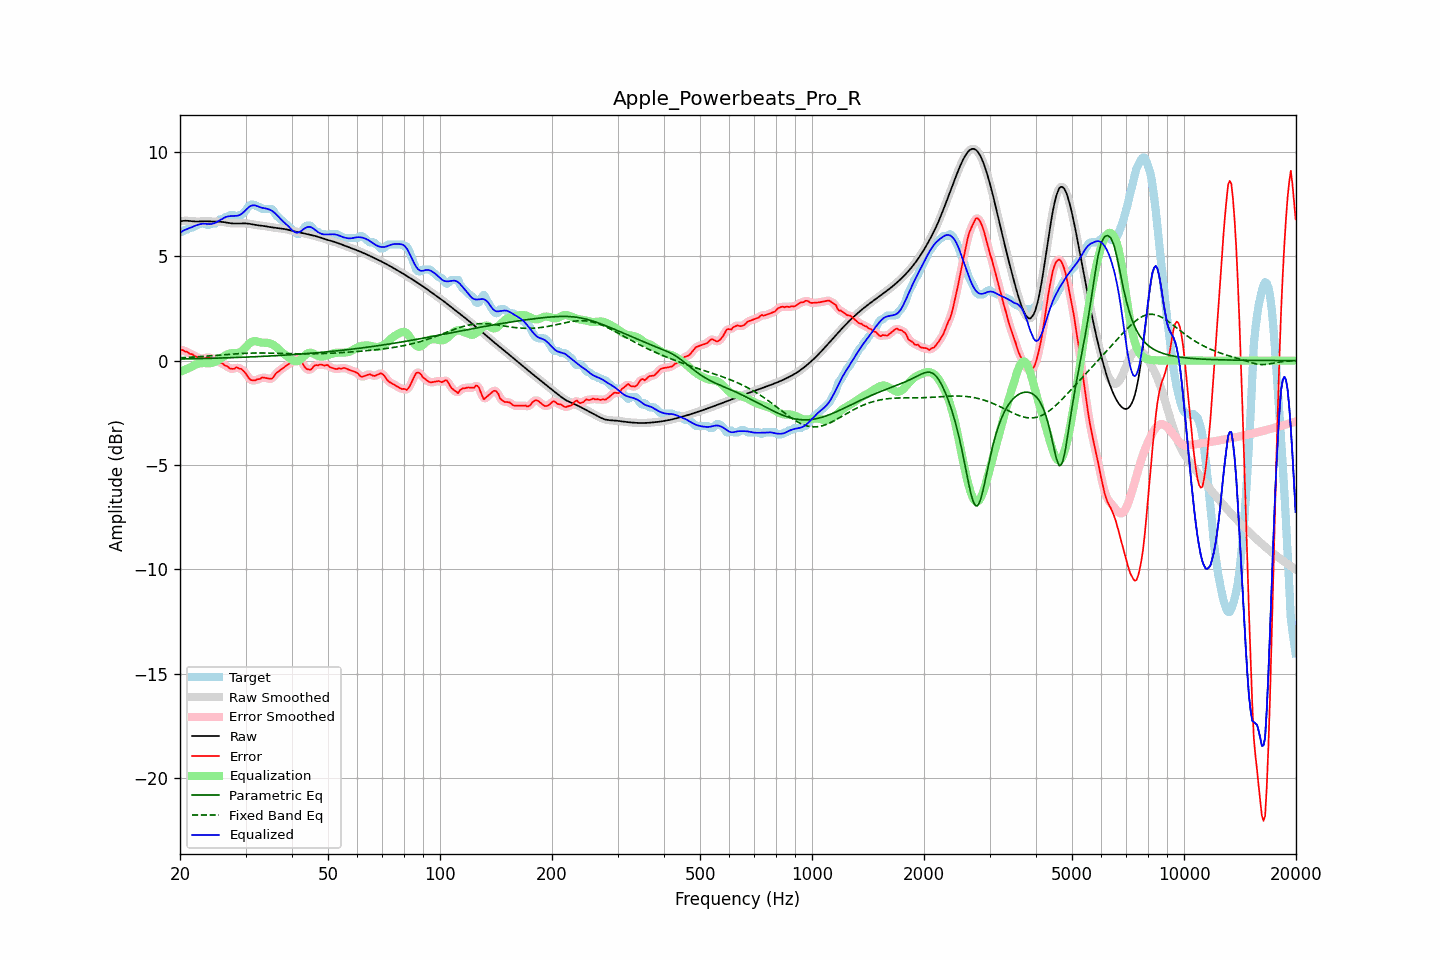 Apple_Powerbeats_Pro_R
Amplitude (dBr)
10
5
0
−5
−10
−15
−20
Target
Raw Smoothed
Error Smoothed
Raw
Error
Equalization
Parametric Eq
Fixed Band Eq
Equalized
20 50 100 200 500 1000 2000 5000 10000 20000
Frequency (Hz)